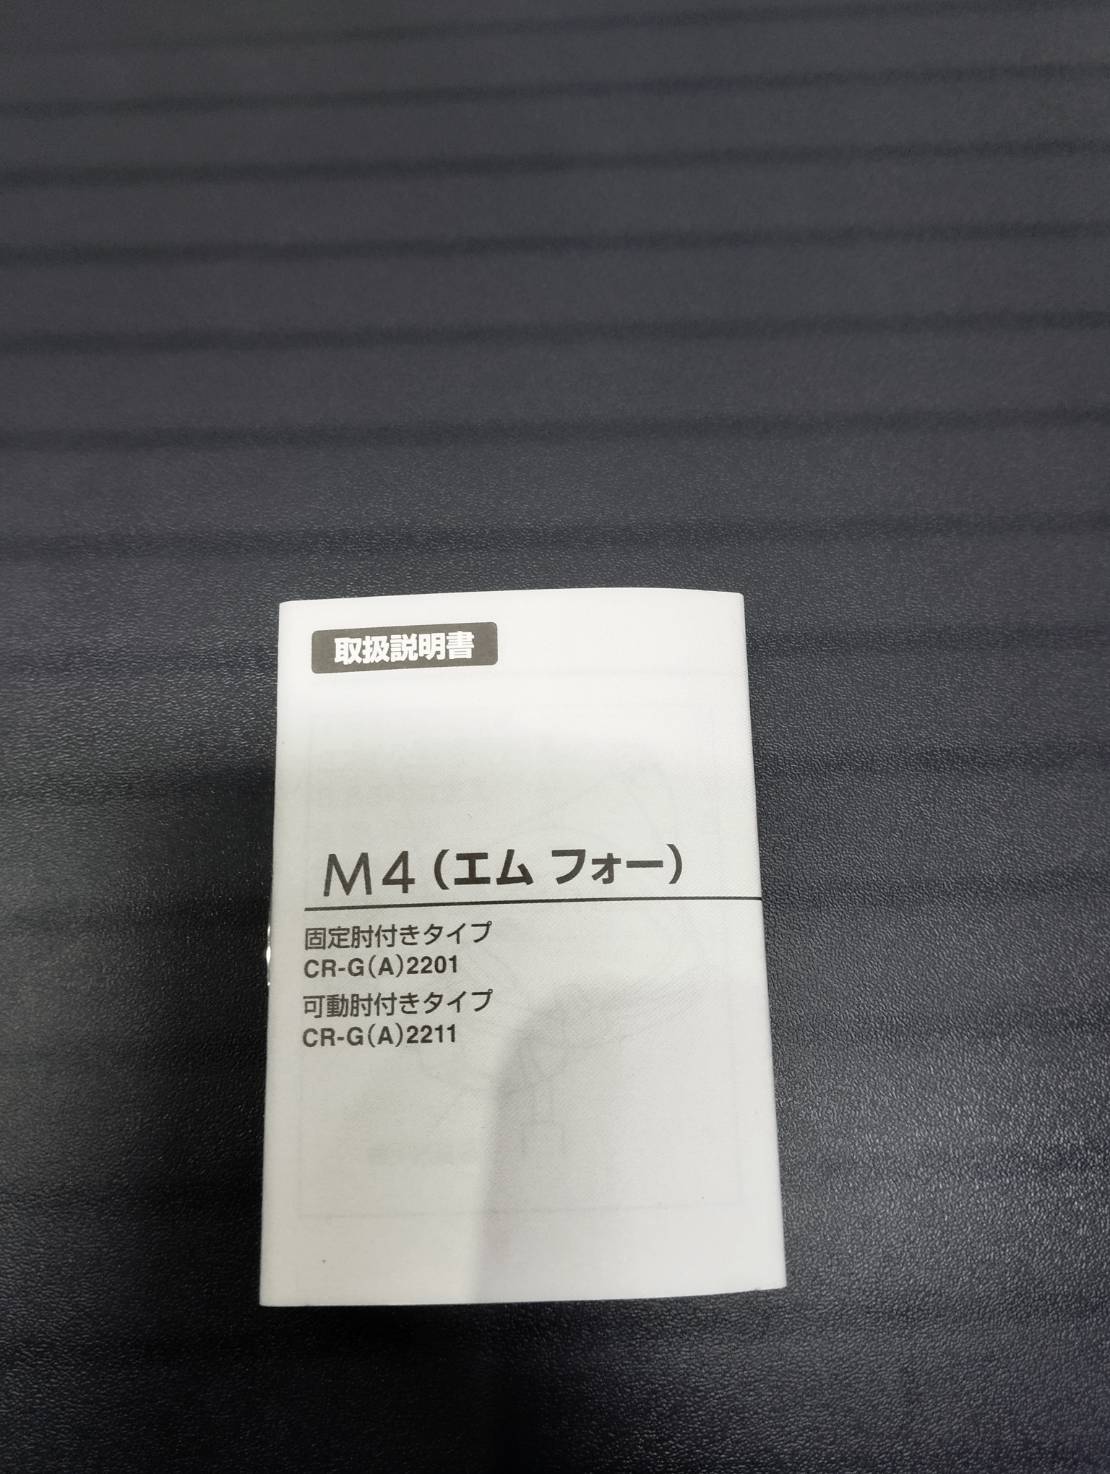 取扱説明書
M4（エム フォー）
固定肘付きタイプ
CR-G(A)2201
可動肘付きタイプ
CR-G(A)2211